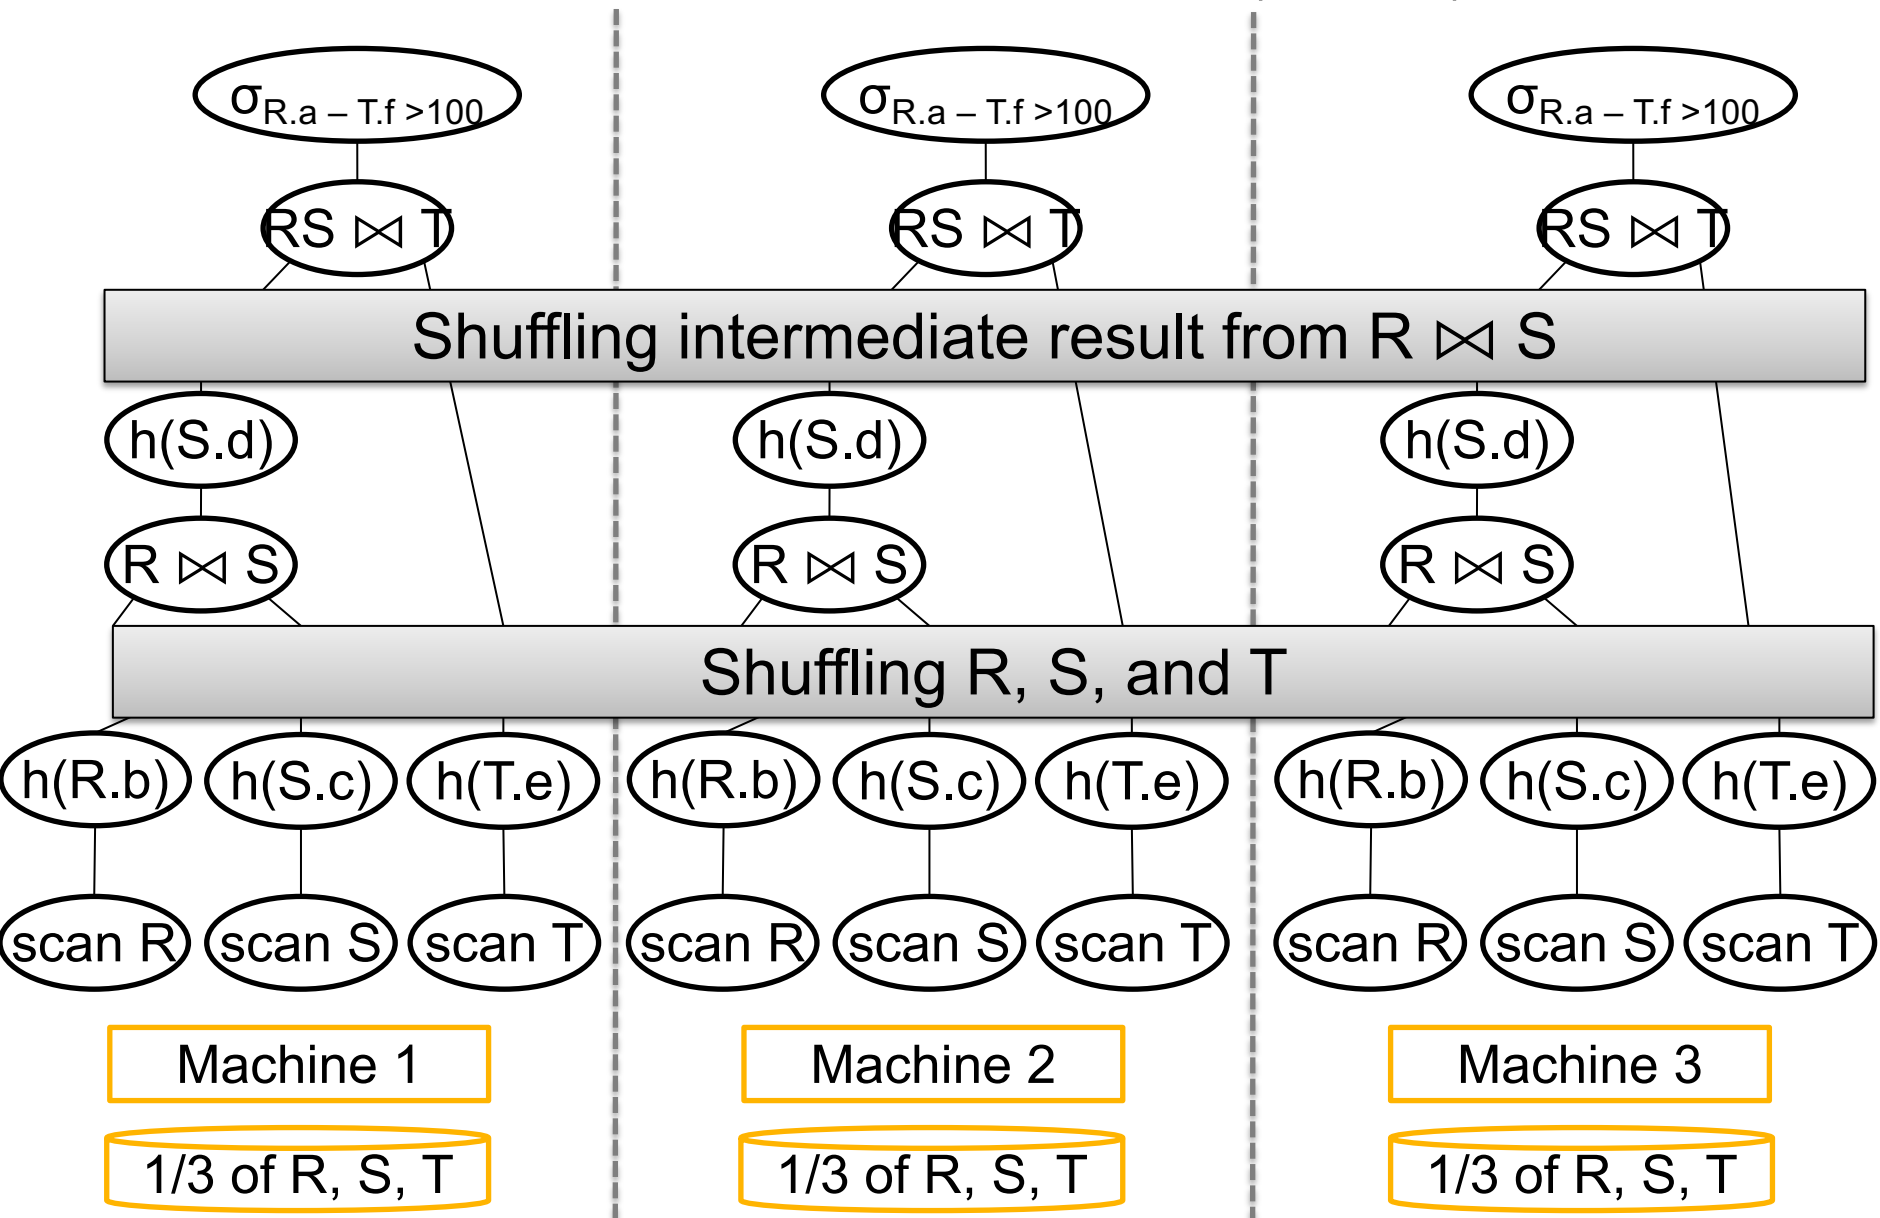 σR.a – T.f >100 σR.a – T.f >100 σR.a – T.f >100
RS ⋈ T RS ⋈ T RS ⋈ T
Shuffling intermediate result from R ⋈ S
h(S.d) h(S.d) h(S.d)
R ⋈ S R ⋈ S R ⋈ S
Shuffling R, S, and T
h(R.b) h(S.c) h(T.e) h(R.b) h(S.c) h(T.e) h(R.b) h(S.c) h(T.e)
scan R scan S scan T scan R scan S scan T scan R scan S scan T
Machine 1 Machine 2 Machine 3
1/3 of R, S, T 1/3 of R, S, T 1/3 of R, S, T